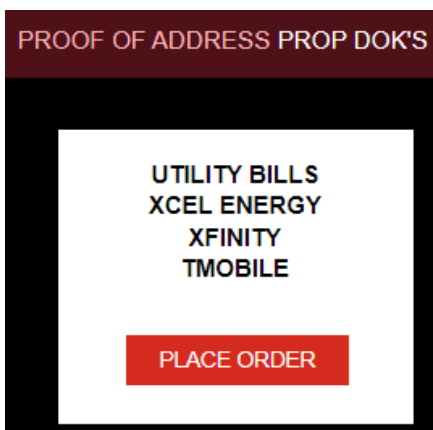 PROOF OF ADDRESS PROP DOK'S
UTILITY BILLS
XCEL ENERGY
XFINITY
TMOBILE
PLACE ORDER